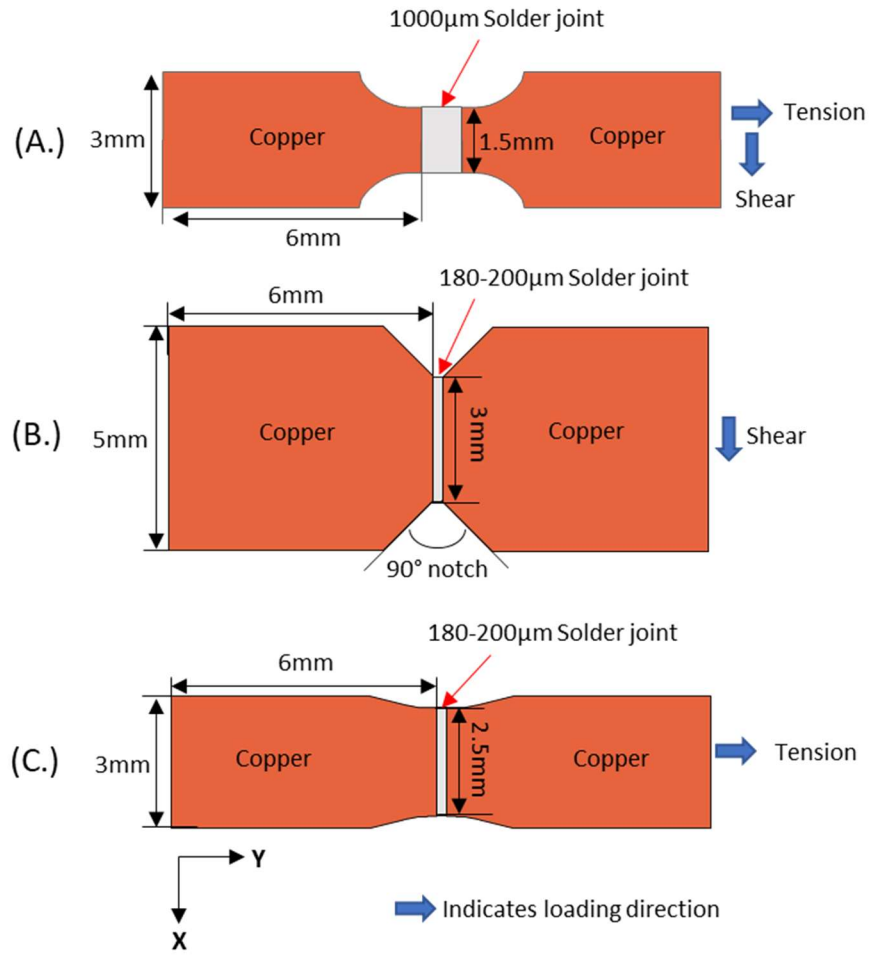 1000µm Solder joint
(A.)
3mm
Copper
1.5mm
Copper
Tension
Shear
6mm
180-200µm Solder joint
6mm
(B.)
5mm
Copper
3mm
Copper
Shear
90° notch
180-200µm Solder joint
6mm
(C.)
3mm
Copper
2.5mm
Copper
Tension
Y
X
Indicates loading direction